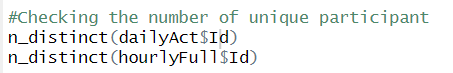 #Checking the number of unique participant
n_distinct(dailyAct$Id)
n_distinct(hourlyFull$Id)